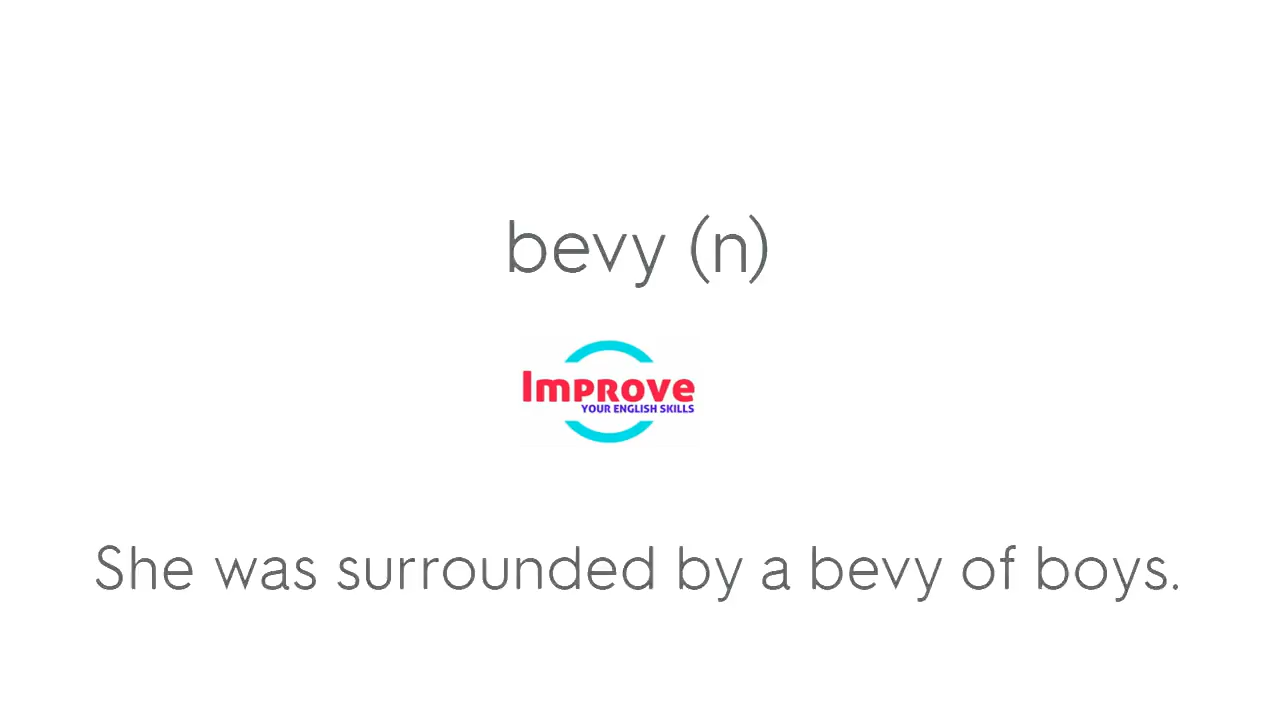 bevy (n)
Improve
YOUR ENGLISH SKILLS
She was surrounded by a bevy of boys.